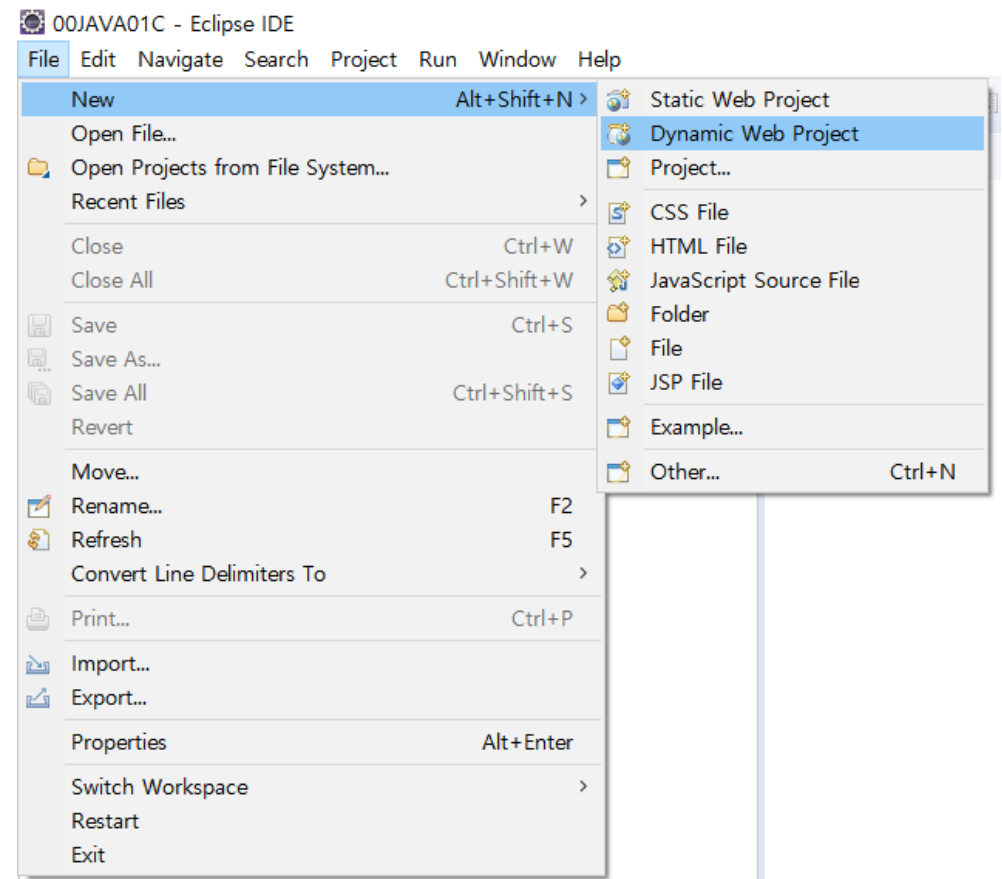 00JAVA01C - Eclipse IDE
File Edit Navigate Search Project Run Window Help
New Alt+Shift+N >
Open File...
Open Projects from File System...
Recent Files >
Close Ctrl+W
Close All Ctrl+Shift+W
Save Ctrl+S
Save As...
Save All Ctrl+Shift+S
Revert
Move...
Rename... F2
Refresh F5
Convert Line Delimiters To >
Print... Ctrl+P
Import...
Export...
Properties Alt+Enter
Switch Workspace >
Restart
Exit
Static Web Project
Dynamic Web Project
Project...
CSS File
HTML File
JavaScript Source File
Folder
File
JSP File
Example...
Other... Ctrl+N